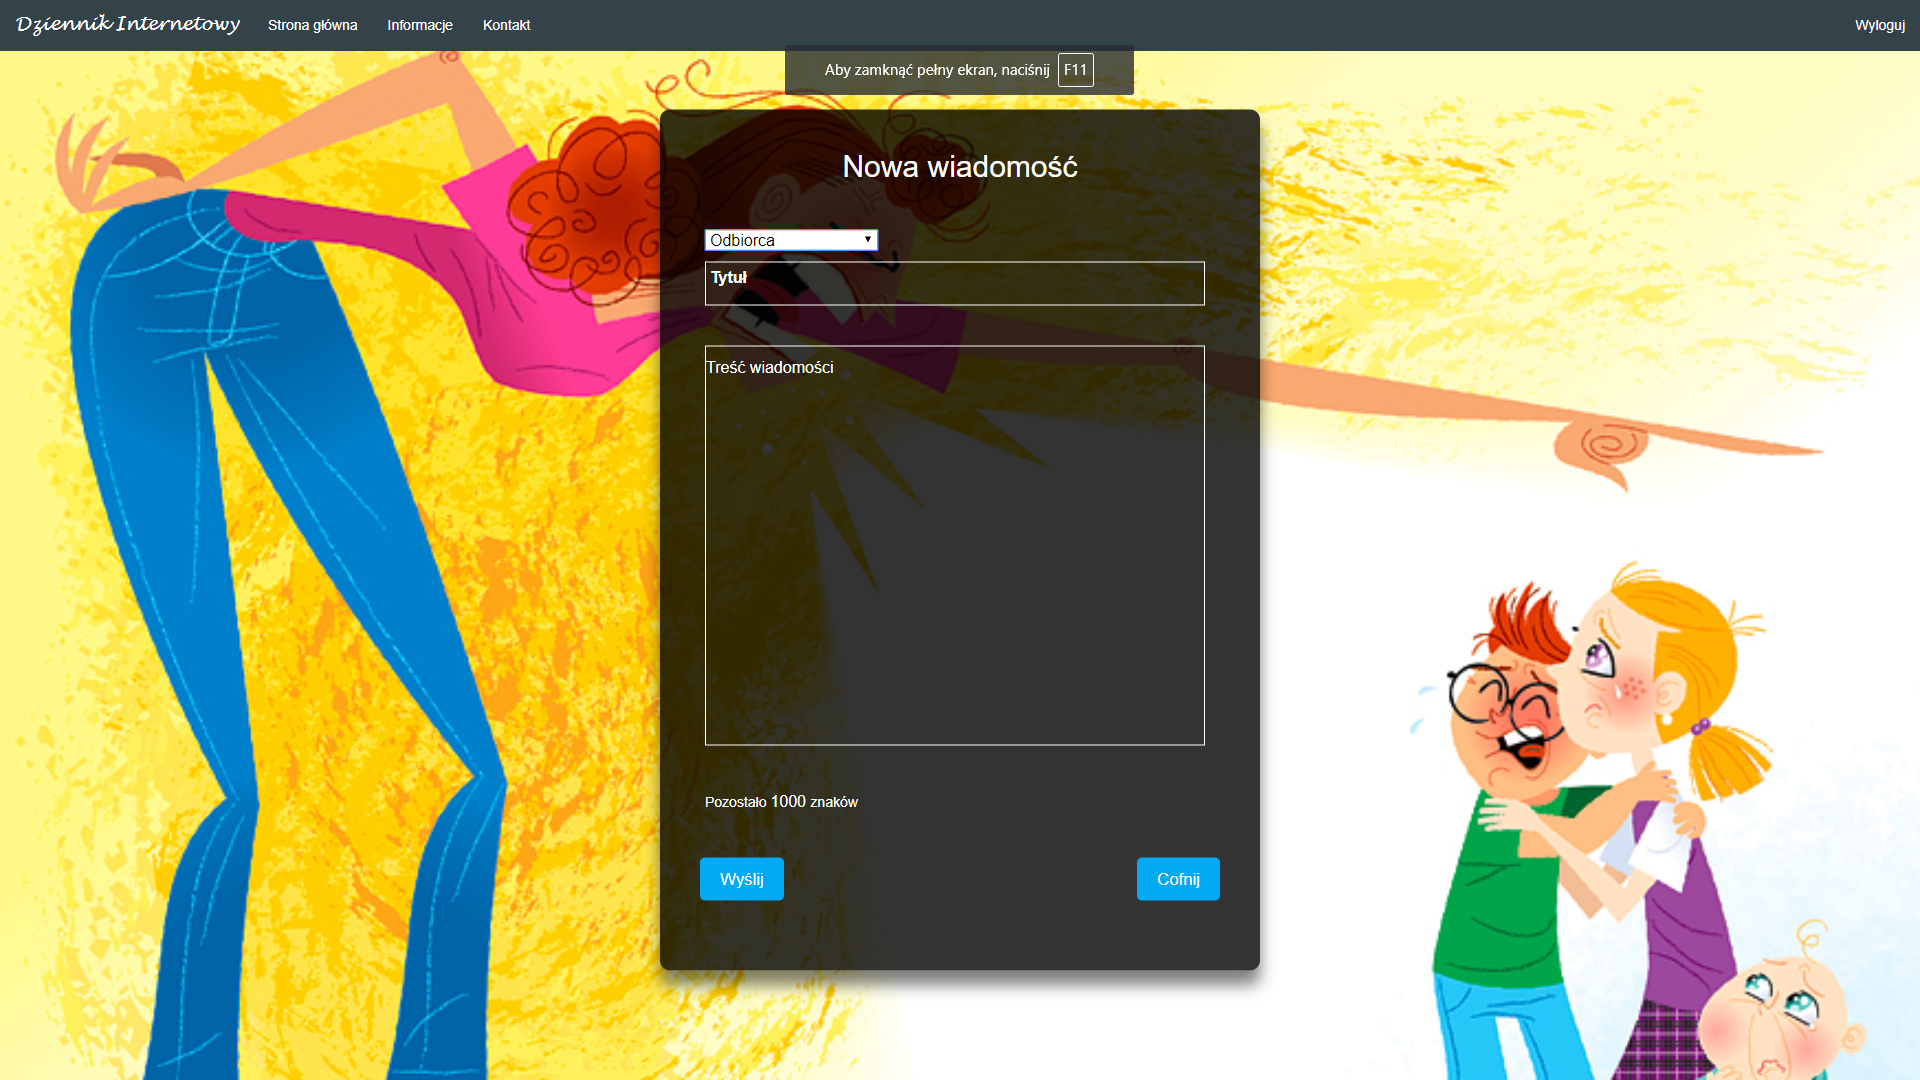 Dziennik Internetowy Strona główna Informacje Kontakt Wyloguj
Aby zamknąć pełny ekran, naciśnij F11
Nowa wiadomość
Odbiorca
Tytuł
Treść wiadomości
Pozostało 1000 znaków
Wyślij Cofnij